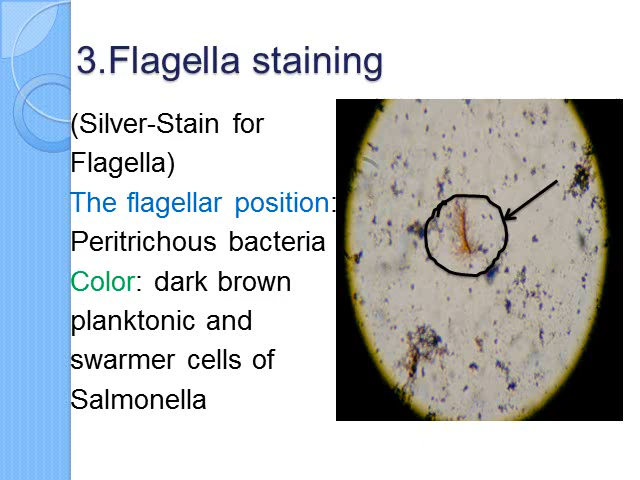 3.Flagella staining
(Silver-Stain for
Flagella)
The flagellar position:
Peritrichous bacteria
Color: dark brown
planktonic and
swarmer cells of
Salmonella